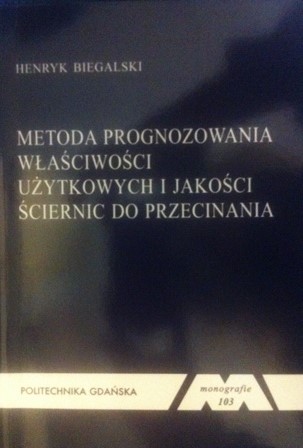 HENRYK BIEGALSKI
METODA PROGNOZOWANIA
WŁAŚCIWOŚCI
UŻYTKOWYCH I JAKOŚCI
ŚCIERNIC DO PRZECINANIA
POLITECHNIKA GDAŃSKA
monografie
103